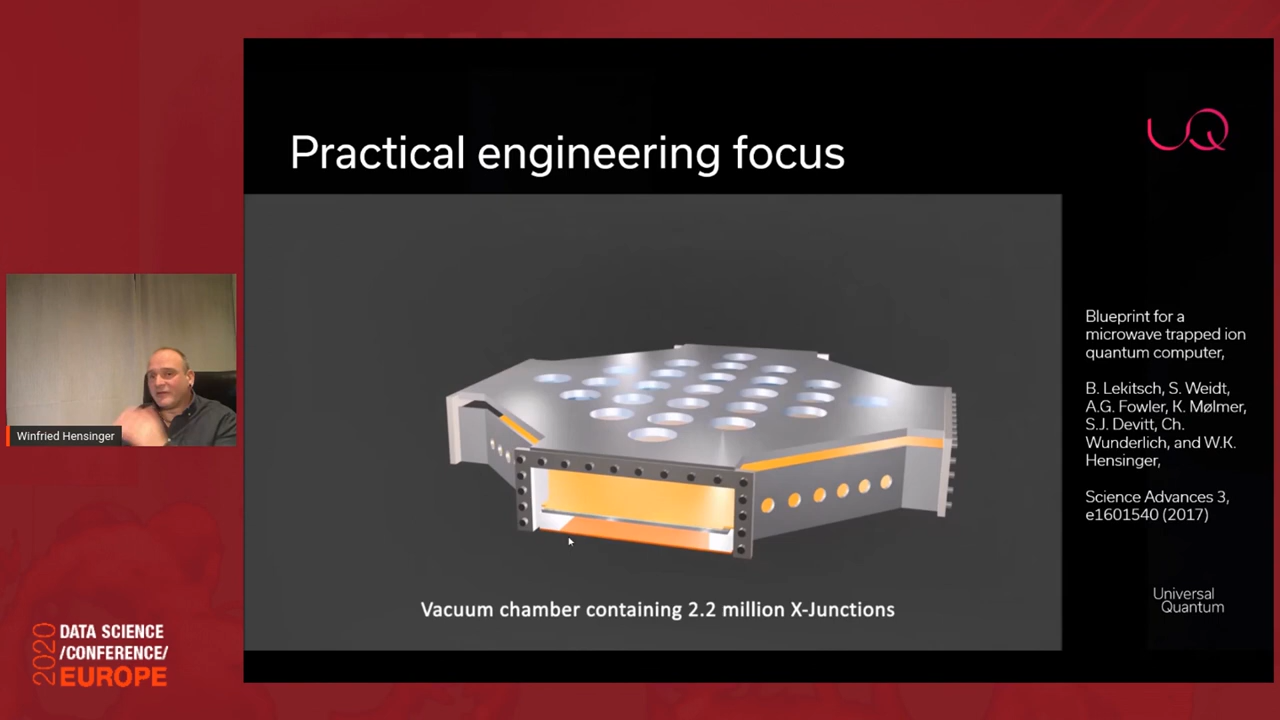 Practical engineering focus
UQ
Blueprint for a
microwave trapped ion
quantum computer,
B. Lekitsch, S. Weidt,
A.G. Fowler, K. Mølmer,
S.J. Devitt, Ch.
Wunderlich, and W.K.
Hensinger,
Science Advances 3,
e1601540 (2017)
Vacuum chamber containing 2.2 million X-Junctions
Universal
Quantum
Winfried Hensinger
2020
DATA SCIENCE
/CONFERENCE/
EUROPE